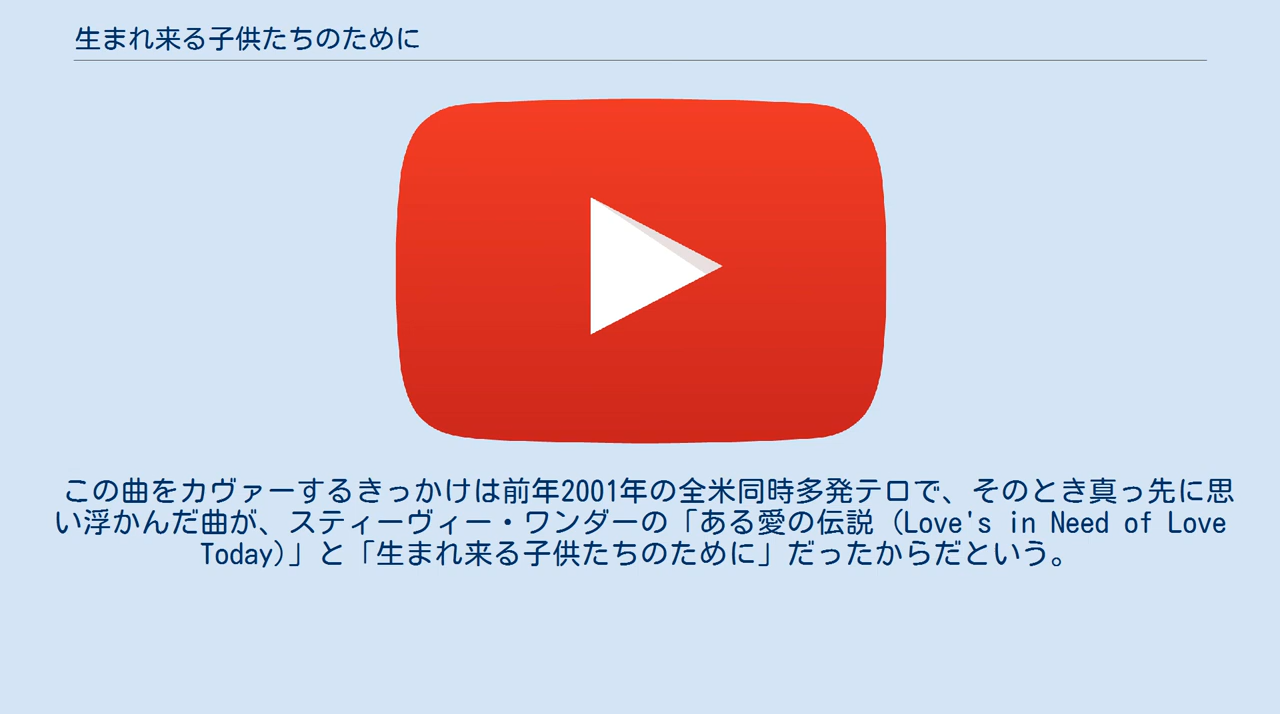 生まれ来る子供たちのために
この曲をカヴァーするきっかけは前年2001年の全米同時多発テロで、そのとき真っ先に思
い浮かんだ曲が、スティーヴィー・ワンダーの「ある愛の伝説 (Love's in Need of Love
Today)」と「生まれ来る子供たちのために」だったからだという。